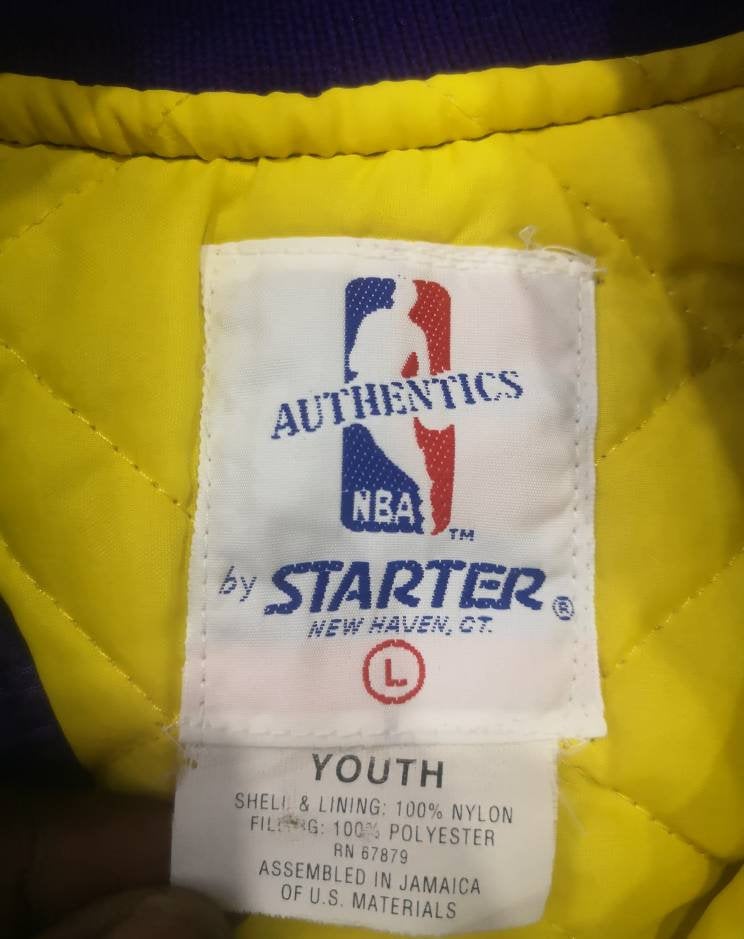 AUTHENTICS
NBA
TM
by STARTER ®
NEW HAVEN, CT.
L
YOUTH
SHELL & LINING: 100% NYLON
FILLING: 100% POLYESTER
RN 67879
ASSEMBLED IN JAMAICA
OF U.S. MATERIALS